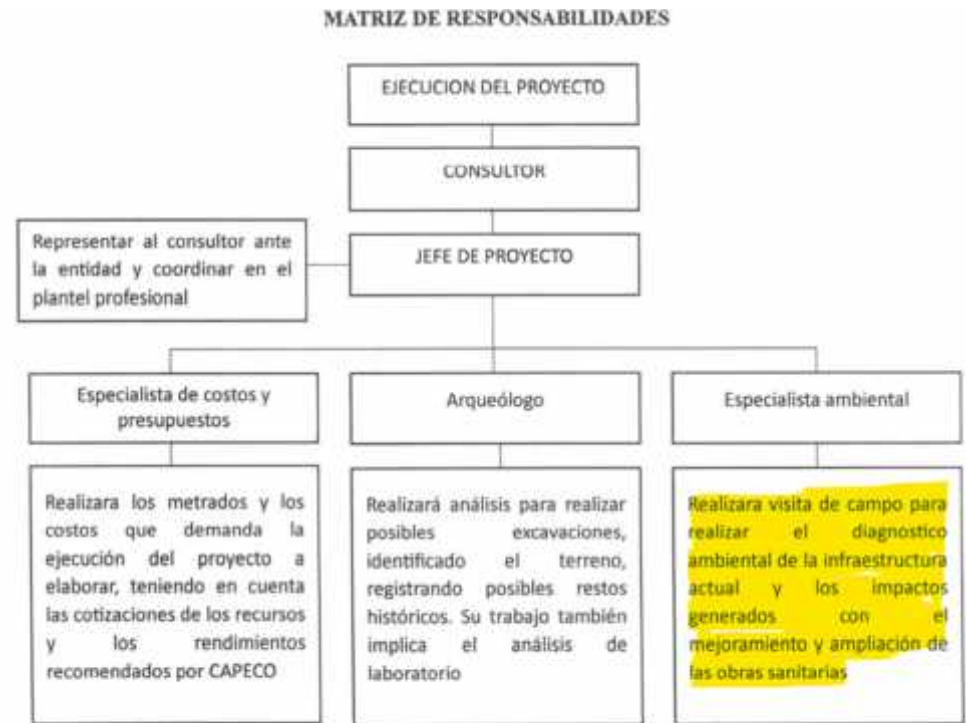 MATRIZ DE RESPONSABILIDADES
EJECUCION DEL PROYECTO
CONSULTOR
Representar al consultor ante
la entidad y coordinar en el
plantel profesional
JEFE DE PROYECTO
Especialista de costos y
presupuestos
Arqueólogo
Especialista ambiental
Realizara los metrados y los
costos que demanda la
ejecución del proyecto a
elaborar, teniendo en cuenta
las cotizaciones de los recursos
y los rendimientos
recomendados por CAPECO
Realizará análisis para realizar
posibles excavaciones,
identificado el terreno,
registrando posibles restos
históricos. Su trabajo también
implica el análisis de
laboratorio
Realizara visita de campo para
realizar el diagnostico
ambiental de la infraestructura
actual y los impactos
generados con el
mejoramiento y ampliación de
las obras sanitarias